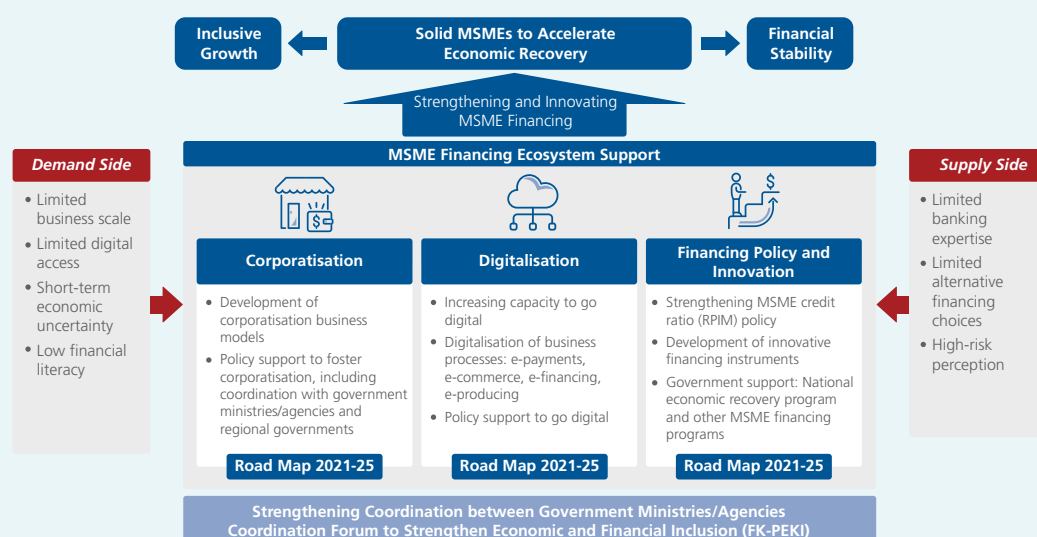 Inclusive
Growth
Solid MSMEs to Accelerate
Economic Recovery
Financial
Stability
Strengthening and Innovating
MSME Financing
Demand Side
• Limited
business scale
• Limited digital
access
• Short-term
economic
uncertainty
• Low financial
literacy
MSME Financing Ecosystem Support
$
Corporatisation
• Development of
corporatisation business
models
• Policy support to foster
corporatisation, including
coordination with government
ministries/agencies and
regional governments
Road Map 2021-25
Digitalisation
• Increasing capacity to go
digital
• Digitalisation of business
processes: e-payments,
e-commerce, e-financing,
e-producing
• Policy support to go digital
Road Map 2021-25
$
Financing Policy and
Innovation
• Strengthening MSME credit
ratio (RPIM) policy
• Development of innovative
financing instruments
• Government support: National
economic recovery program
and other MSME financing
programs
Road Map 2021-25
Supply Side
• Limited
banking
expertise
• Limited
alternative
financing
choices
• High-risk
perception
Strengthening Coordination between Government Ministries/Agencies
Coordination Forum to Strengthen Economic and Financial Inclusion (FK-PEKI)